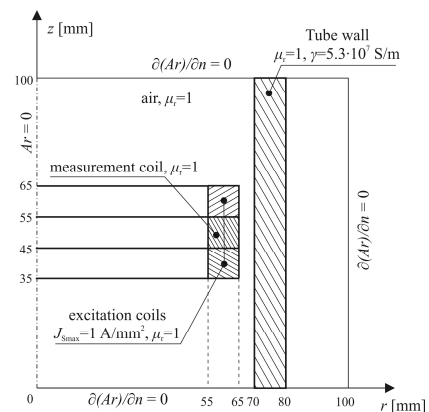 z [mm]
Tube wall
μᵣ=1, γ=5.3·10⁷ S/m
∂(Ar)/∂n = 0
100
air, μᵣ=1
Ar = 0
measurement coil, μᵣ=1
65
55
45
35
∂(Ar)/∂n = 0
excitation coils
J_Smax=1 A/mm², μᵣ=1
0
∂(Ar)/∂n = 0
55
65
70
80
100
r [mm]